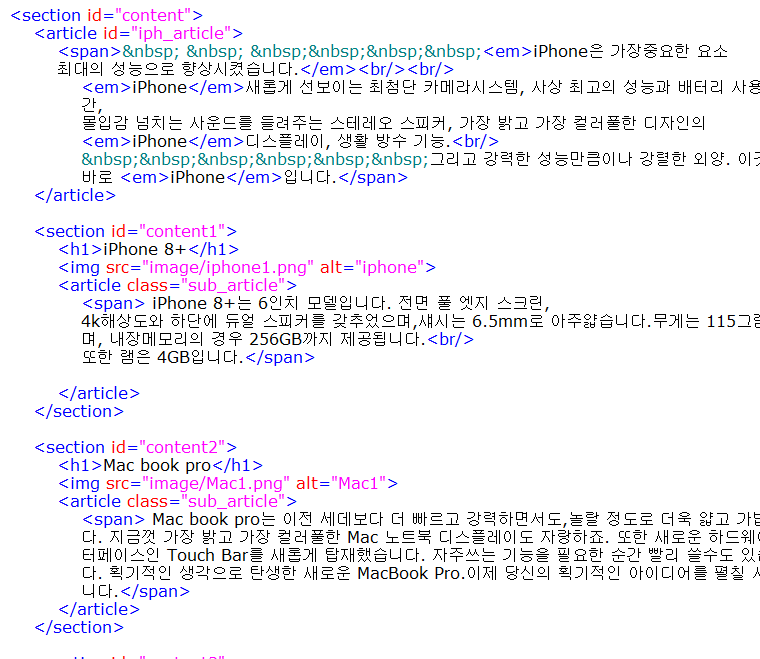 <section id="content">
<article id="iph_article">
<span>&nbsp; &nbsp; &nbsp;&nbsp;&nbsp;&nbsp;<em>iPhone은 가장중요한 요소
최대의 성능으로 향상시켰습니다.</em><br/><br/>
<em>iPhone</em>새롭게 선보이는 최첨단 카메라시스템, 사상 최고의 성능과 배터리 사용
간,
몰입감 넘치는 사운드를 들려주는 스테레오 스피커, 가장 밝고 가장 컬러풀한 디자인의
<em>iPhone</em>디스플레이, 생활 방수 기능.<br/>
&nbsp;&nbsp;&nbsp;&nbsp;&nbsp;&nbsp;그리고 강력한 성능만큼이나 강렬한 외양. 이것
바로 <em>iPhone</em>입니다.</span>
</article>
<section id="content1">
<h1>iPhone 8+</h1>
<img src="image/iphone1.png" alt="iphone">
<article class="sub_article">
<span> iPhone 8+는 6인치 모델입니다. 전면 풀 엣지 스크린,
4k해상도와 하단에 듀얼 스피커를 갖추었으며,섀시는 6.5mm로 아주얇습니다.무게는 115그램
며, 내장메모리의 경우 256GB까지 제공됩니다.<br/>
또한 램은 4GB입니다.</span>
</article>
</section>
<section id="content2">
<h1>Mac book pro</h1>
<img src="image/Mac1.png" alt="Mac1">
<article class="sub_article">
<span> Mac book pro는 이전 세데보다 더 빠르고 강력하면서도,놀랄 정도로 더욱 얇고 가볍
다. 지금껏 가장 밝고 가장 컬러풀한 Mac 노트북 디스플레이도 자랑하죠. 또한 새로운 하드웨어
터페이스인 Touch Bar를 새롭게 탑재했습니다. 자주쓰는 기능을 필요한 순간 빨리 쓸수도 있습
다. 획기적인 생각으로 탄생한 새로운 MacBook Pro.이제 당신의 획기적인 아이디어를 펼칠
니다.</span>
</article>
</section>